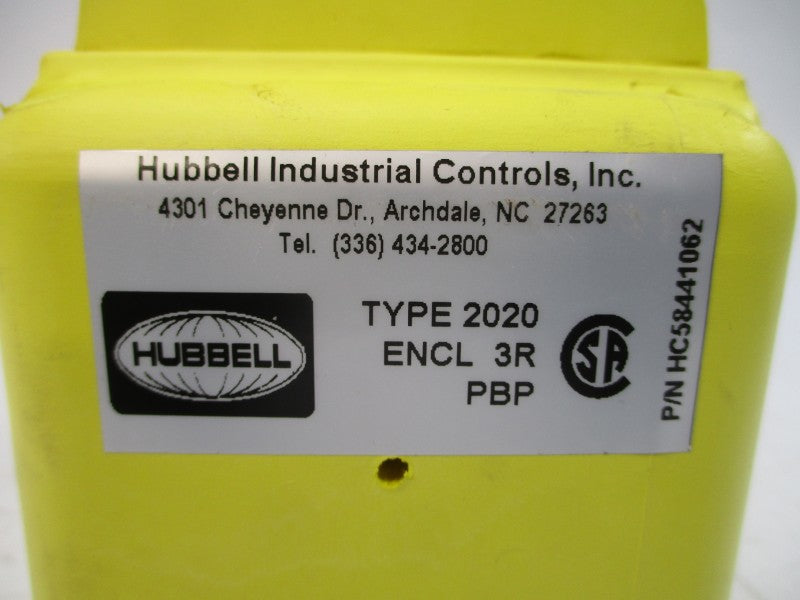 Hubbell Industrial Controls, Inc.
4301 Cheyenne Dr., Archdale, NC 27263
Tel. (336) 434-2800
HUBBELL
TYPE 2020
ENCL 3R
PBP
CSA
P/N HC58441062